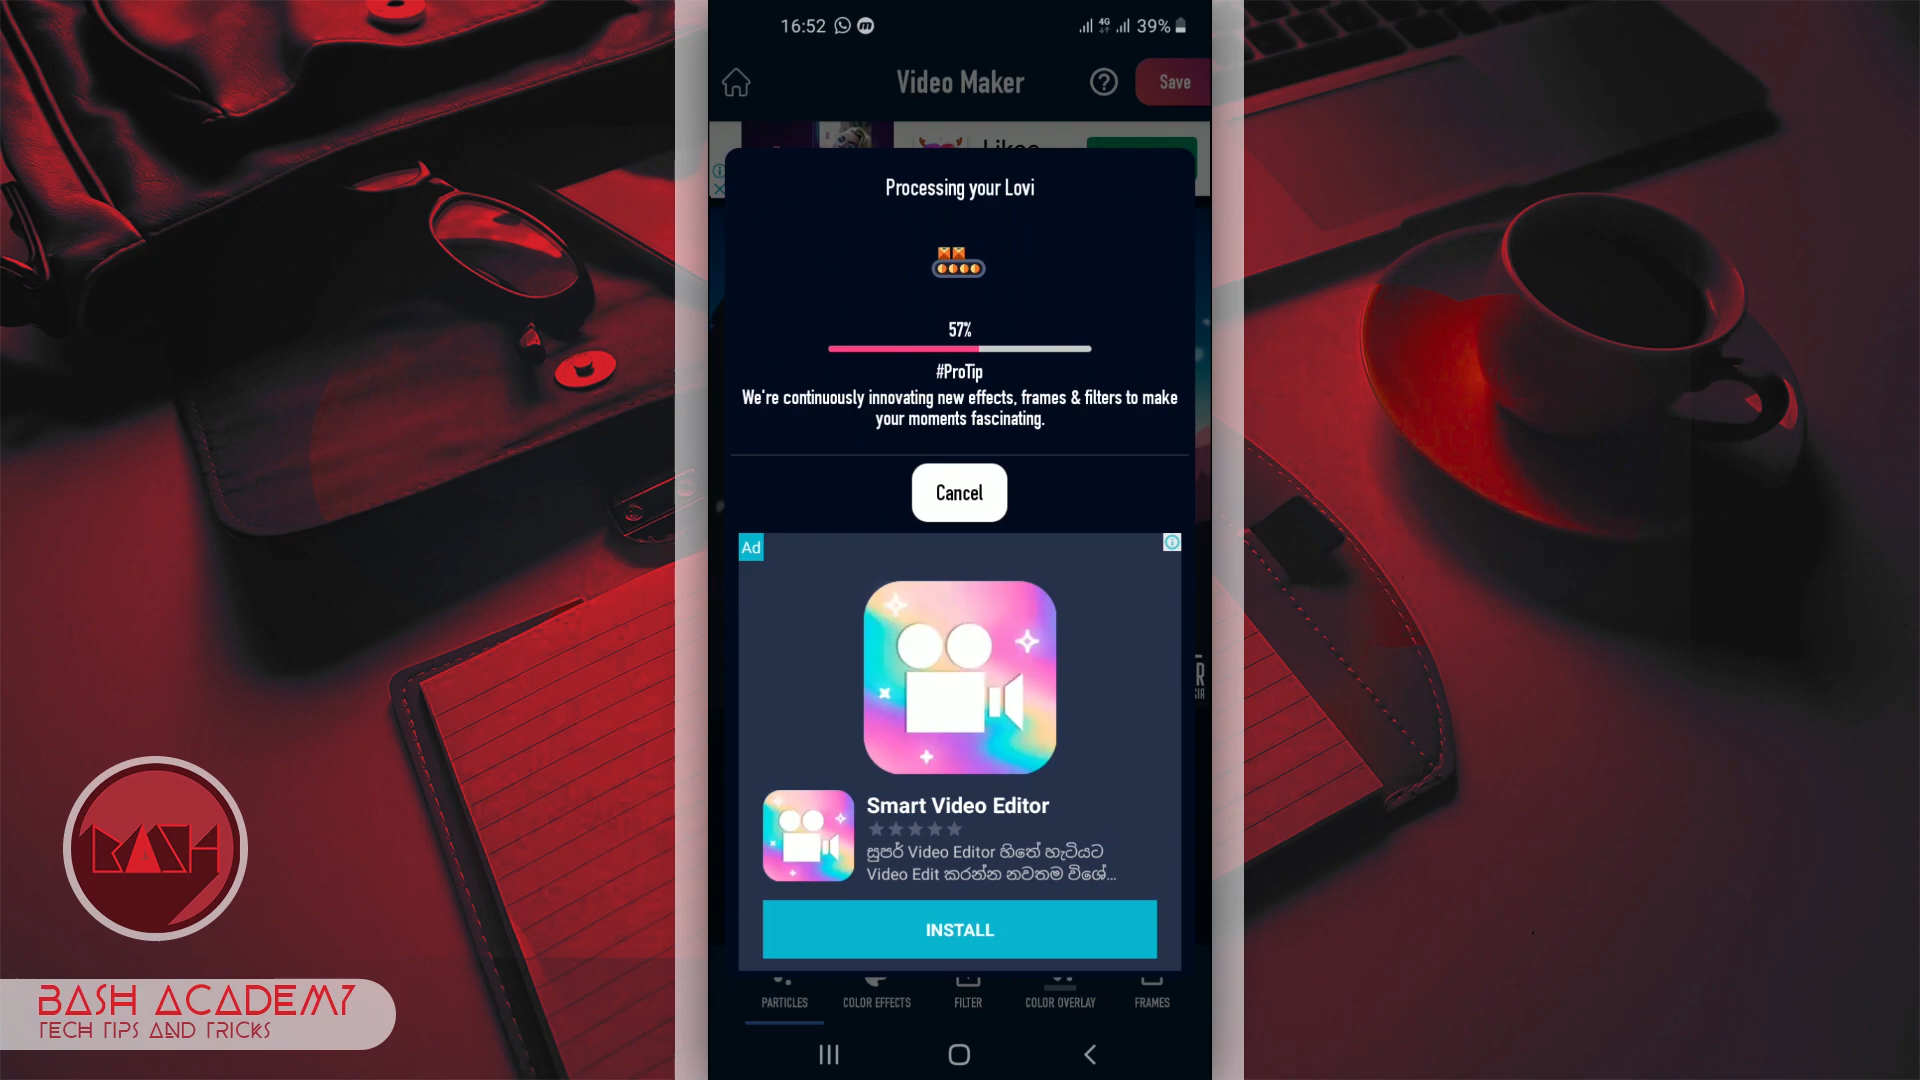 16:52
4G
39%
Video Maker
Save
Processing your Lovi
57%
#ProTip
We're continuously innovating new effects, frames & filters to make
your moments fascinating.
Cancel
Ad
Smart Video Editor
සුපර් Video Editor හිතේ හැටියට
Video Edit කරන්න නවතම විශේ...
INSTALL
PARTICLES
COLOR EFFECTS
FILTER
COLOR OVERLAY
FRAMES
BASH
BASH ACADEMY
TECH TIPS AND TRICKS